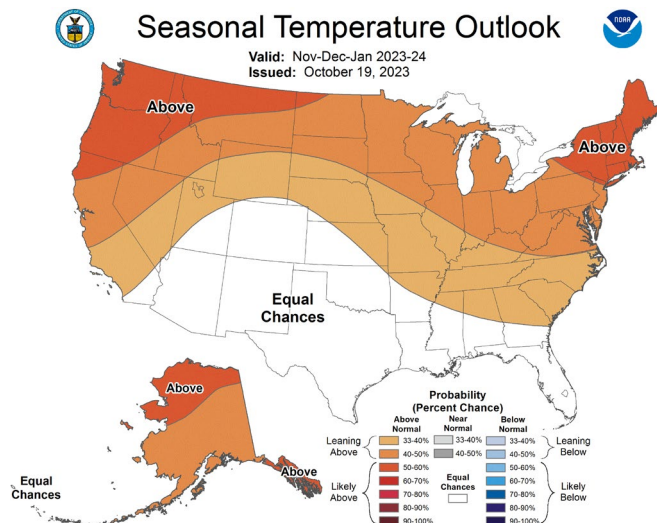 Seasonal Temperature Outlook
NOAA
Valid: Nov-Dec-Jan 2023-24
Issued: October 19, 2023
Above
Above
Equal
Chances
Above
Above
Equal
Chances
Probability
(Percent Chance)
Above
Normal
Near
Normal
Below
Normal
Leaning
Above
33-40%
33-40%
33-40%
Leaning
Below
40-50%
40-50%
40-50%
50-60%
50-60%
Likely
Above
60-70%
Equal
Chances
60-70%
Likely
Below
70-80%
70-80%
80-90%
80-90%
90-100%
90-100%